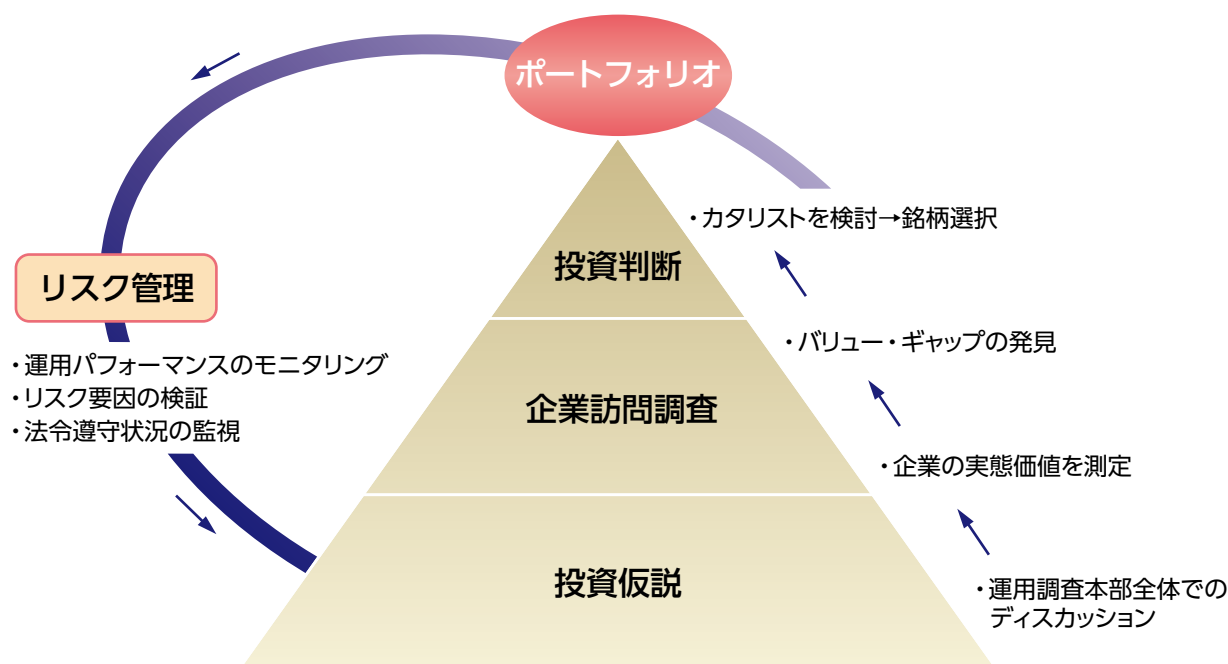 ポートフォリオ
・カタリストを検討→銘柄選択
投資判断
リスク管理
・バリュー・ギャップの発見
・運用パフォーマンスのモニタリング
・リスク要因の検証
・法令遵守状況の監視
企業訪問調査
・企業の実態価値を測定
投資仮説
・運用調査本部全体での
ディスカッション